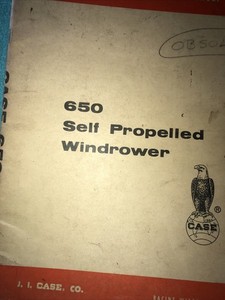 650
Self Propelled
Windrower
CASE
®
J. I. CASE. CO.